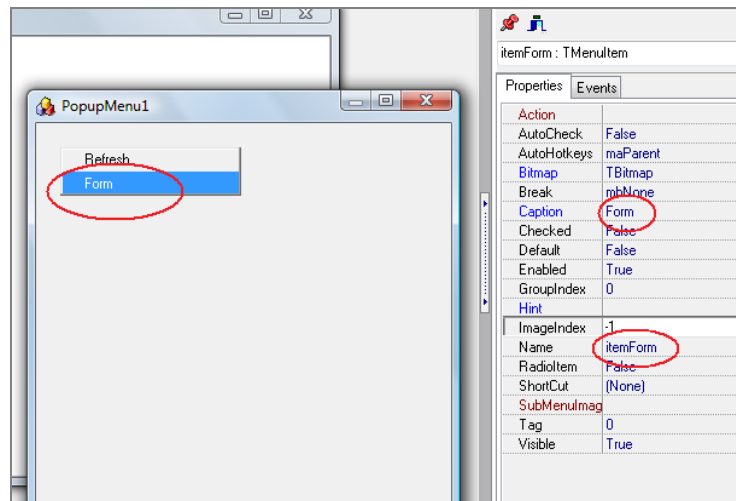 PopupMenu1
Refresh
Form
itemForm : TMenuItem
Properties Events
Action
AutoCheck False
AutoHotkeys maParent
Bitmap TBitmap
Break mbNone
Caption Form
Checked False
Default False
Enabled True
GroupIndex 0
Hint
ImageIndex -1
Name itemForm
RadioItem False
ShortCut (None)
SubMenuImag
Tag 0
Visible True